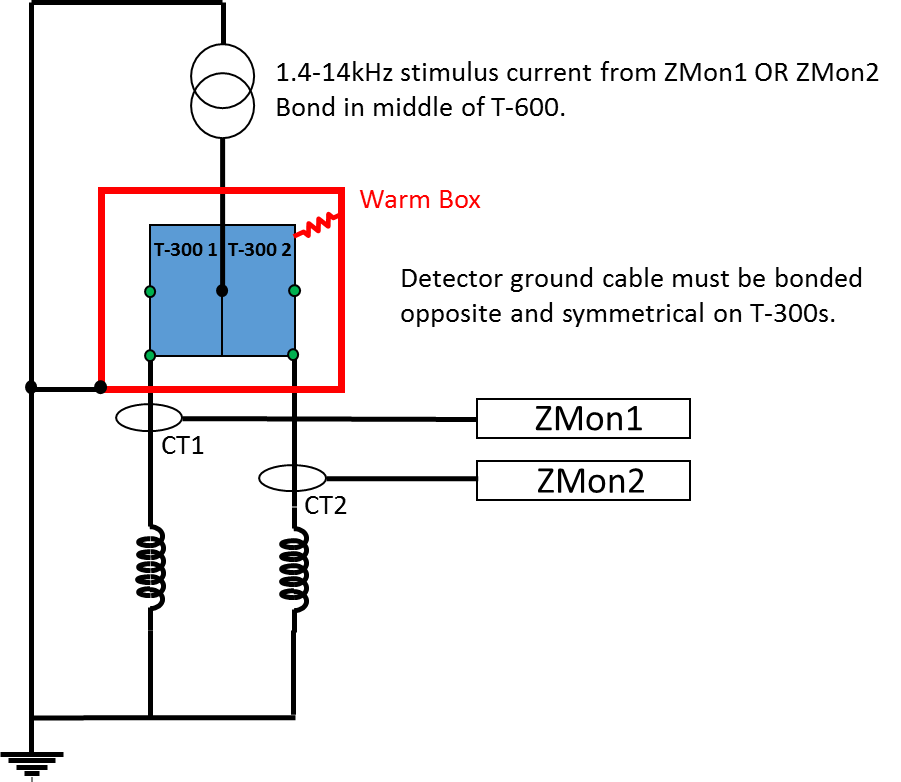 1.4-14kHz stimulus current from ZMon1 OR ZMon2
Bond in middle of T-600.
Warm Box
T-300 1 T-300 2
Detector ground cable must be bonded
opposite and symmetrical on T-300s.
ZMon1
CT1
ZMon2
CT2